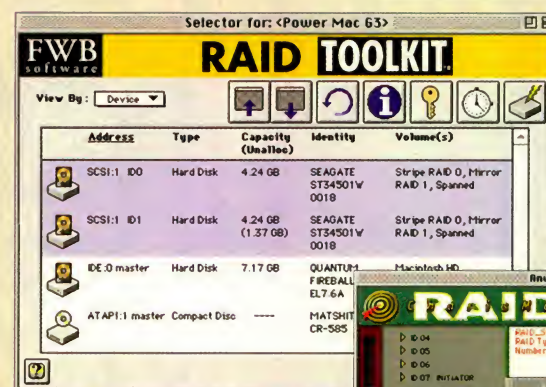 Selector for: <Power Mac G3>
FWB software
RAID TOOLKIT
View By: Device
Address Type Capacity (Unalloc) Identity Volume(s)
SCSI:1 ID0 Hard Disk 4.24 GB SEAGATE ST34501W 0018 Stripe RAID 0, Mirror RAID 1, Spanned
SCSI:1 ID1 Hard Disk 4.24 GB (1.37 GB) SEAGATE ST34501W 0018 Stripe RAID 0, Mirror RAID 1, Spanned
IDE:0 master Hard Disk 7.17 GB QUANTUM FIREBALL EL7.6A Macintosh HD
ATAPI:1 master Compact Disc ---- MATSHIT CR-585
?
RAID
ID 04
ID 05
ID 06
ID 07 INITIATOR
RAID Ty
Number